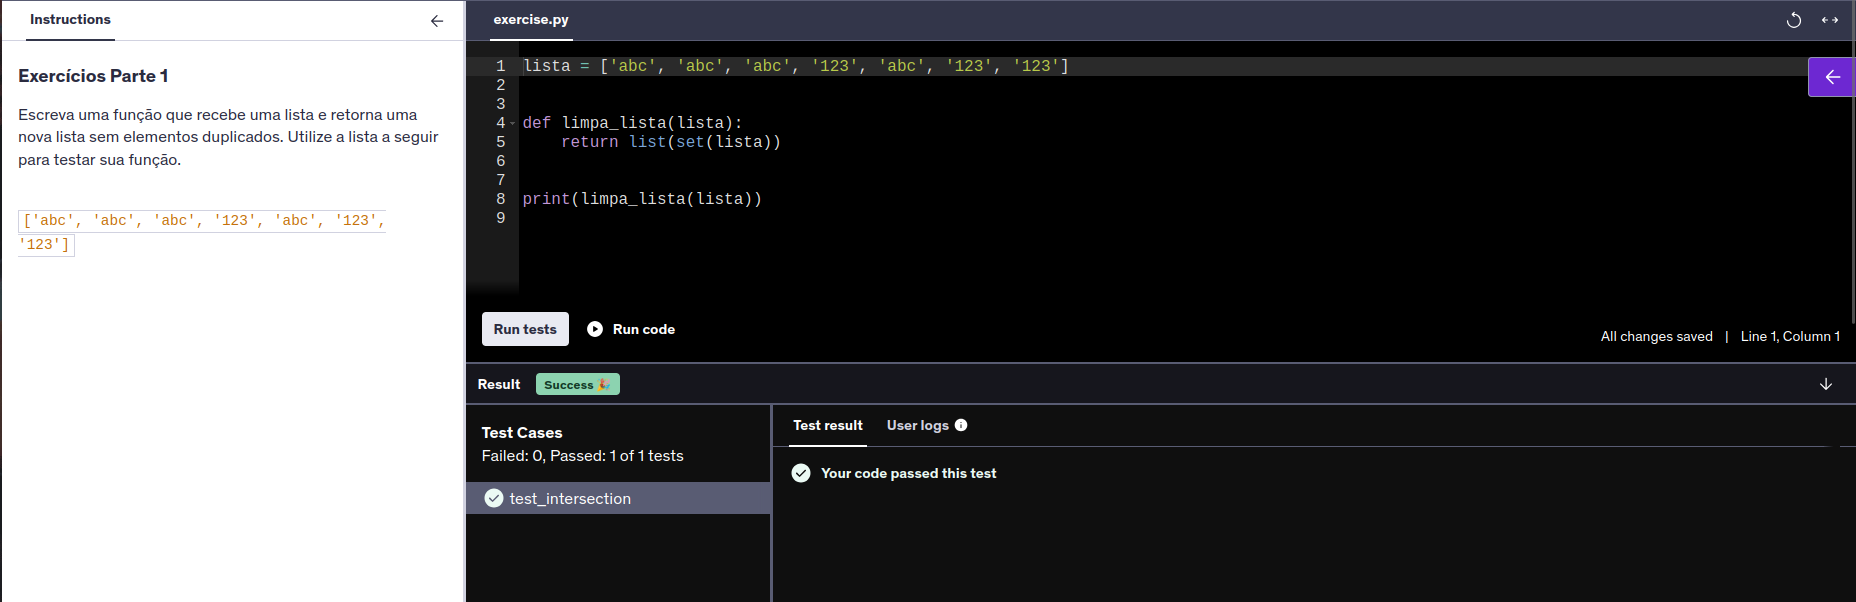 Instructions
Exercícios Parte 1
Escreva uma função que recebe uma lista e retorna uma
nova lista sem elementos duplicados. Utilize a lista a seguir
para testar sua função.
['abc', 'abc', 'abc', '123', 'abc', '123',
'123']
exercise.py
1 lista = ['abc', 'abc', 'abc', '123', 'abc', '123', '123']
2
3
4 def limpa_lista(lista):
5     return list(set(lista))
6
7
8 print(limpa_lista(lista))
9
Run tests
Run code
All changes saved | Line 1, Column 1
Result
Success
Test Cases
Failed: 0, Passed: 1 of 1 tests
test_intersection
Test result
User logs
Your code passed this test